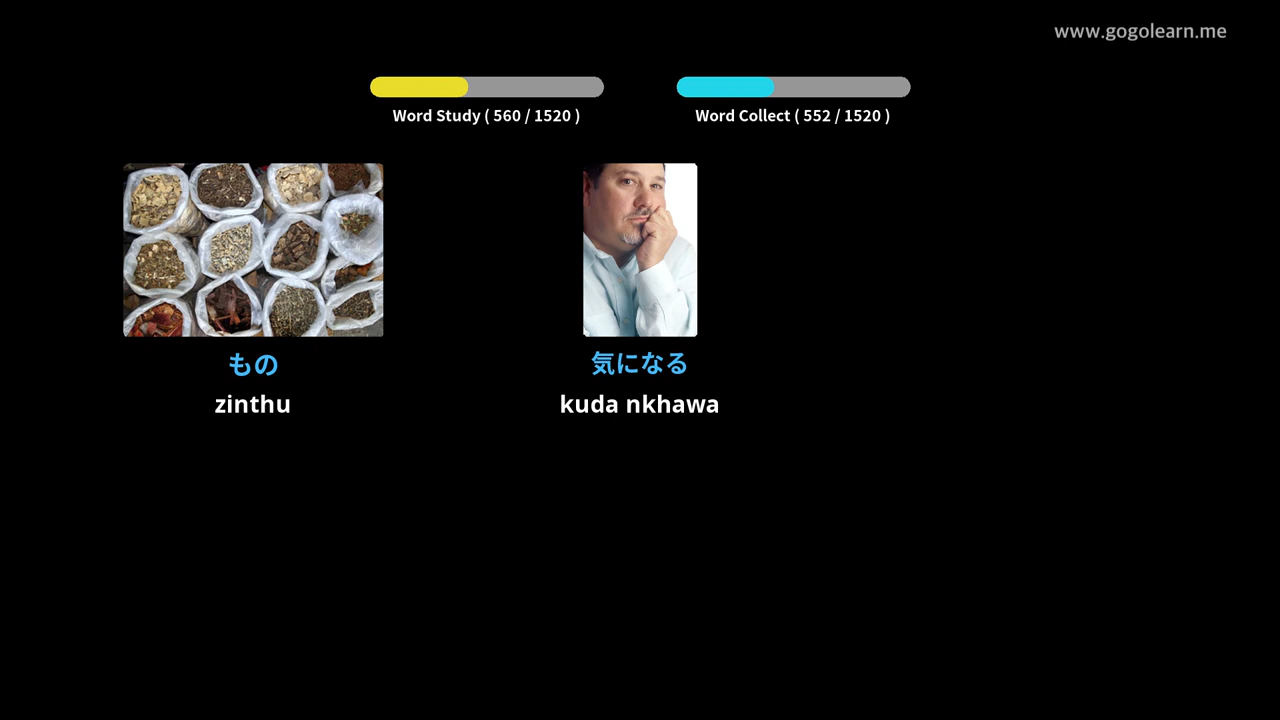 www.gogolearn.me
Word Study ( 560 / 1520 )
Word Collect ( 552 / 1520 )
もの
zinthu
気になる
kuda nkhawa